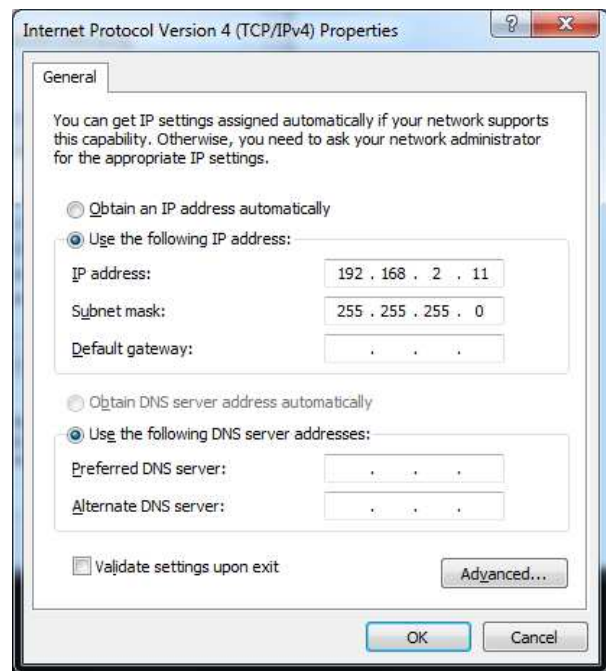 Internet Protocol Version 4 (TCP/IPv4) Properties
General
You can get IP settings assigned automatically if your network supports
this capability. Otherwise, you need to ask your network administrator
for the appropriate IP settings.
Obtain an IP address automatically
Use the following IP address:
IP address: 192 . 168 . 2 . 11
Subnet mask: 255 . 255 . 255 . 0
Default gateway: . . .
Obtain DNS server address automatically
Use the following DNS server addresses:
Preferred DNS server: . . .
Alternate DNS server: . . .
Validate settings upon exit
Advanced...
OK Cancel